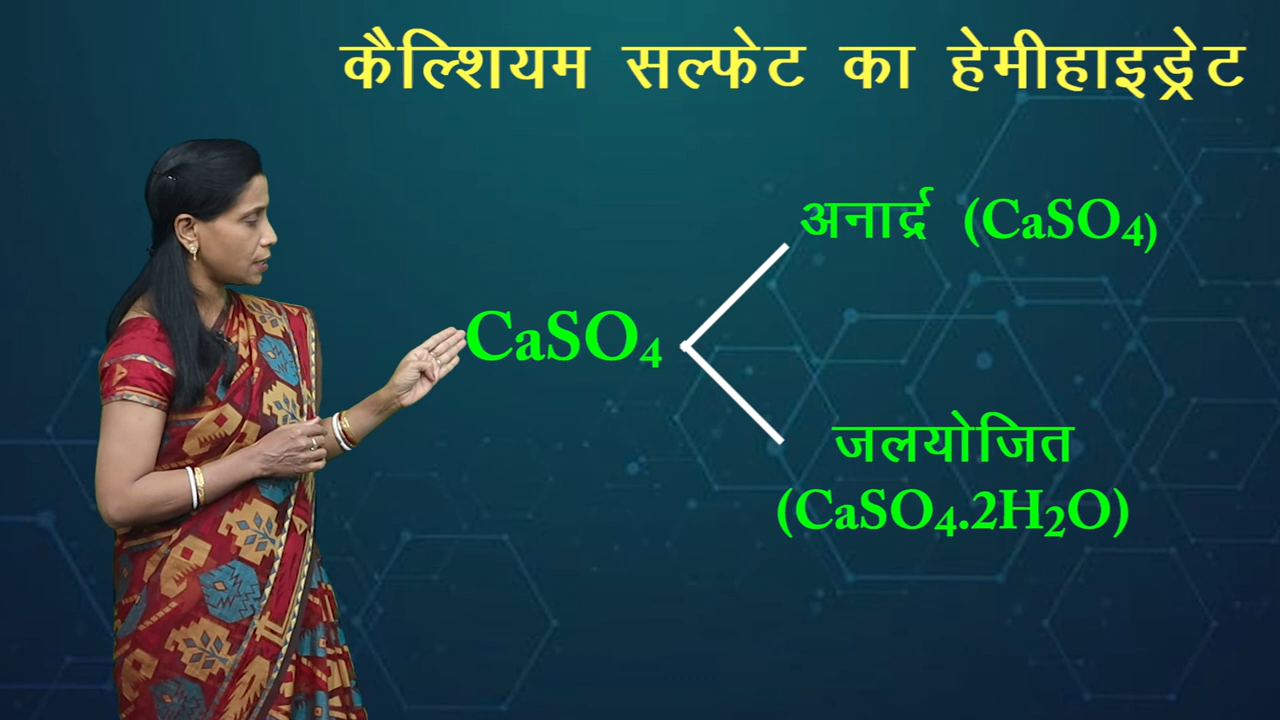 कैल्शियम सल्फेट का हेमीहाइड्रेट
अनार्द्र (CaSO₄)
CaSO₄
जलयोजित
(CaSO₄.2H₂O)